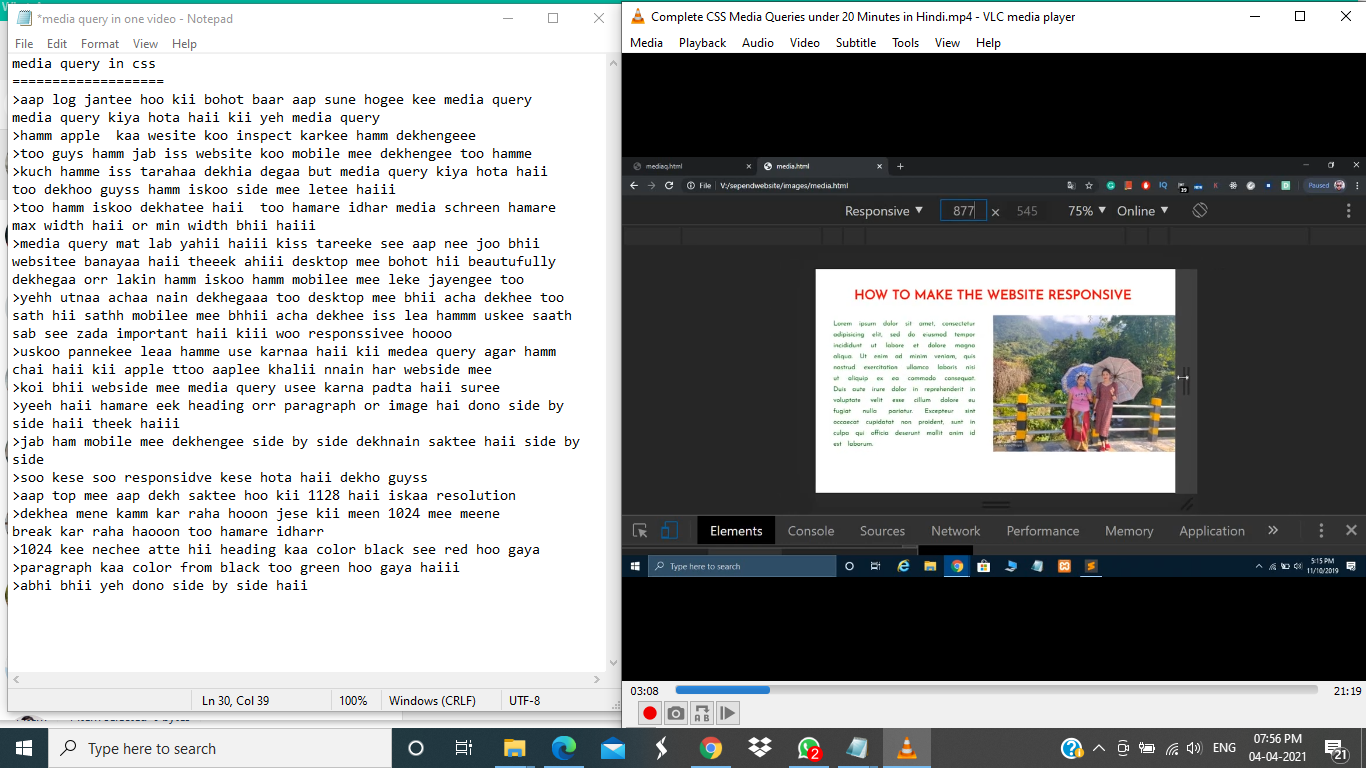 *media query in one video - Notepad
File Edit Format View Help
media query in css
===================
>aap log jantee hoo kii bohot baar aap sune hogee kee media query
media query kiya hota haii kii yeh media query
>hamm apple  kaa wesite koo inspect karkee hamm dekhengeee
>too guys hamm jab iss website koo mobile mee dekhengee too hamme
>kuch hamme iss tarahaa dekhia degaa but media query kiya hota haii
too dekhoo guyss hamm iskoo side mee letee haiii
>too hamm iskoo dekhatee haii  too hamare idhar media schreen hamare
max width haii or min width bhii haiii
>media query mat lab yahii haiii kiss tareeke see aap nee joo bhii
websitee banayaa haii theeek ahiii desktop mee bohot hii beautufully
dekhegaa orr lakin hamm iskoo hamm mobilee mee leke jayengee too
>yehh utnaa achaa nain dekhegaaa too desktop mee bhii acha dekhee too
sath hii sathh mobilee mee bhhii acha dekhee iss lea hammm uskee saath
sab see zada important haii kiii woo responssivee hoooo
>uskoo pannekee leaa hamme use karnaa haii kii medea query agar hamm
chai haii kii apple ttoo aaplee khalii nnain har webside mee
>koi bhii webside mee media query usee karna padta haii suree
>yeeh haii hamare eek heading orr paragraph or image hai dono side by
side haii theek haiii
>jab ham mobile mee dekhengee side by side dekhnain saktee haii side by
side
>soo kese soo responsidve kese hota haii dekho guyss
>aap top mee aap dekh saktee hoo kii 1128 haii iskaa resolution
>dekhea mene kamm kar raha hooon jese kii meen 1024 mee meene
break kar raha haooon too hamare idharr
>1024 kee nechee atte hii heading kaa color black see red hoo gaya
>paragraph kaa color from black too green hoo gaya haiii
>abhi bhii yeh dono side by side haii
Ln 30, Col 39 100% Windows (CRLF) UTF-8
Complete CSS Media Queries under 20 Minutes in Hindi.mp4 - VLC media player
Media Playback Audio Video Subtitle Tools View Help
mediaq.html media.html
File V:/sependwebsite/images/media.html Paused
Responsive 877 × 545 75% Online
HOW TO MAKE THE WEBSITE RESPONSIVE
Lorem ipsum dolor sit amet, consectetur
adipisicing elit, sed do eiusmod tempor
incididunt ut labore et dolore magna
aliqua. Ut enim ad minim veniam, quis
nostrud exercitation ullamco laboris nisi
ut aliquip ex ea commodo consequat.
Duis aute irure dolor in reprehenderit in
voluptate velit esse cillum dolore eu
fugiat nulla pariatur. Excepteur sint
occaecat cupidatat non proident, sunt in
culpa qui officia deserunt mollit anim id
est laborum.
Elements Console Sources Network Performance Memory Application
Type here to search 5:15 PM
11/10/2019
03:08 21:19
Type here to search 2 ENG 07:56 PM
04-04-2021 21